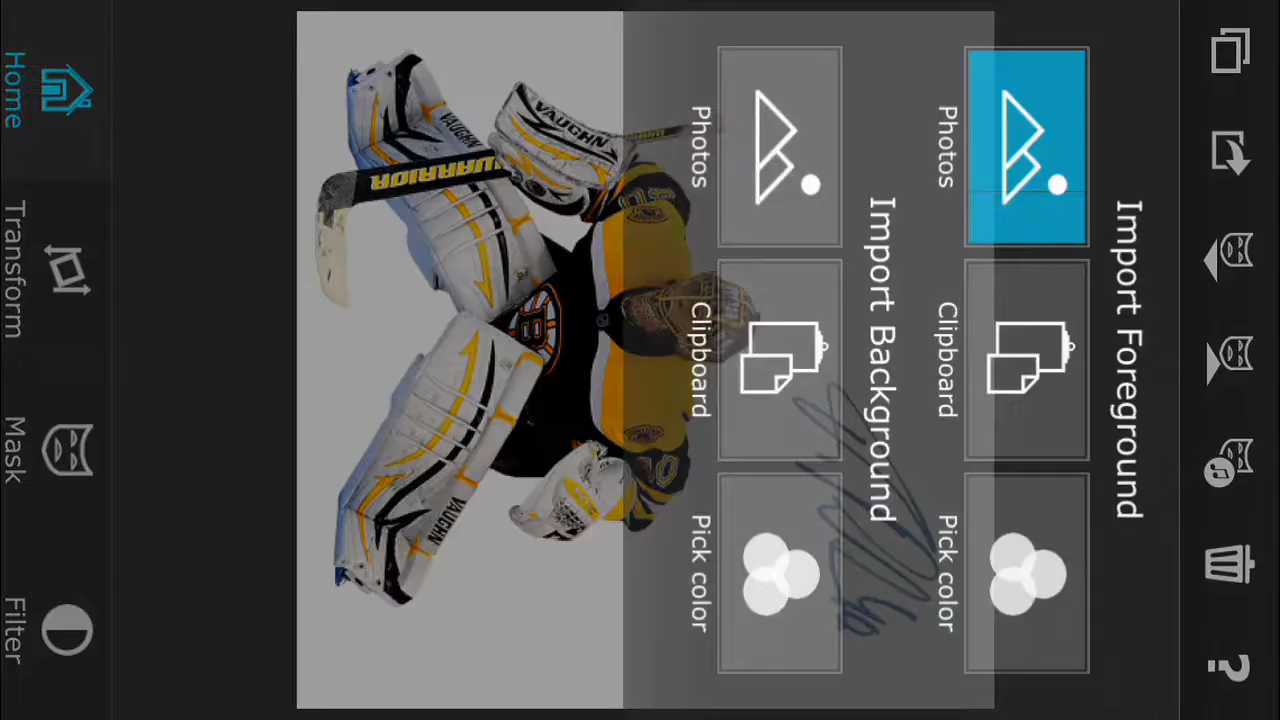 Import Foreground
Photos
Clipboard
Pick color
Import Background
Photos
Clipboard
Pick color
VAUGHN
VAUGHN
WARRIOR
40
B
VAUGHN
Home
Transform
Mask
Filter
?